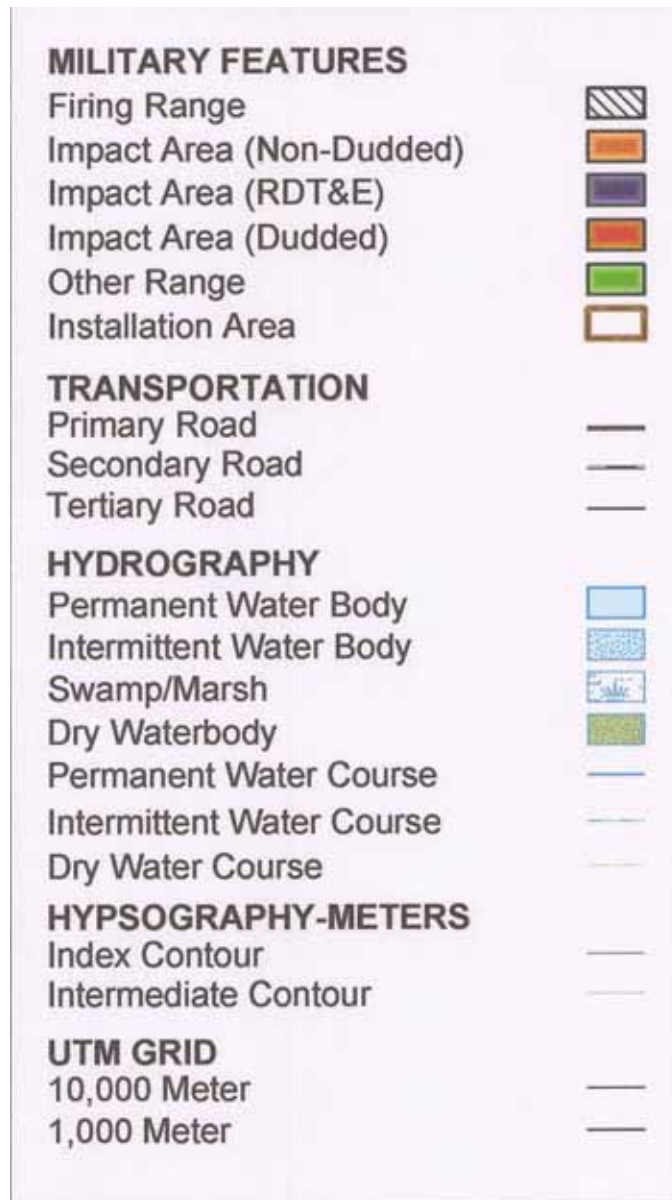 MILITARY FEATURES
Firing Range
Impact Area (Non-Dudded)
Impact Area (RDT&E)
Impact Area (Dudded)
Other Range
Installation Area
TRANSPORTATION
Primary Road
Secondary Road
Tertiary Road
HYDROGRAPHY
Permanent Water Body
Intermittent Water Body
Swamp/Marsh
Dry Waterbody
Permanent Water Course
Intermittent Water Course
Dry Water Course
HYPSOGRAPHY-METERS
Index Contour
Intermediate Contour
UTM GRID
10,000 Meter
1,000 Meter